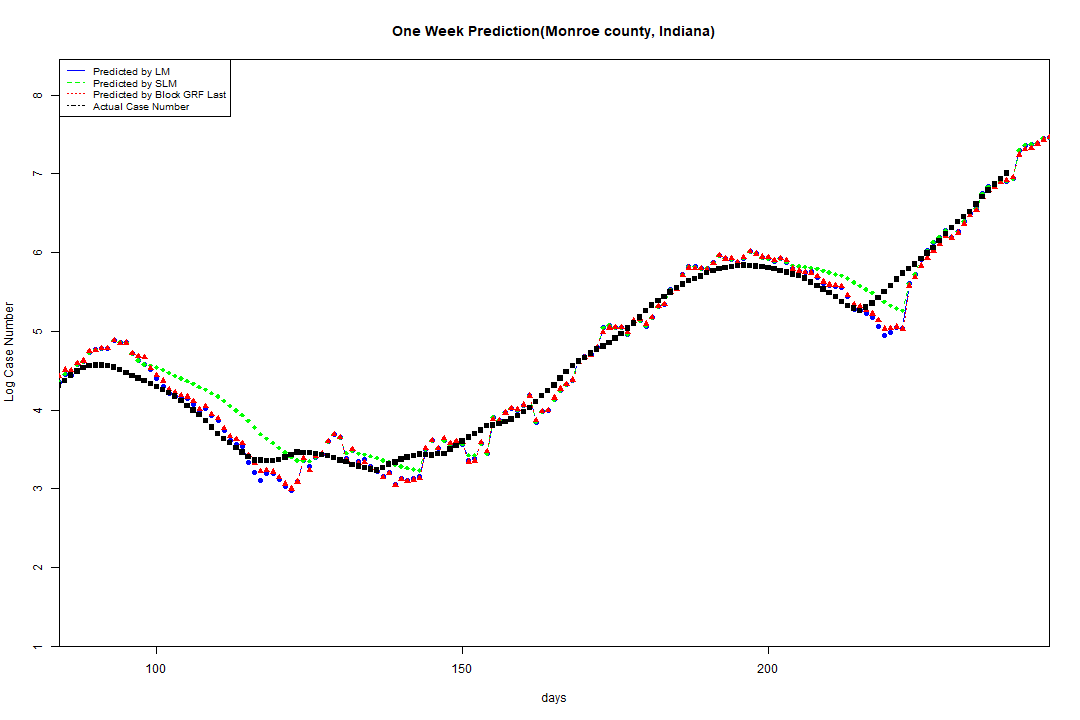 One Week Prediction(Monroe county, Indiana)
Predicted by LM
Predicted by SLM
Predicted by Block GRF Last
Actual Case Number
8
7
6
5
4
3
2
1
Log Case Number
100 150 200
days